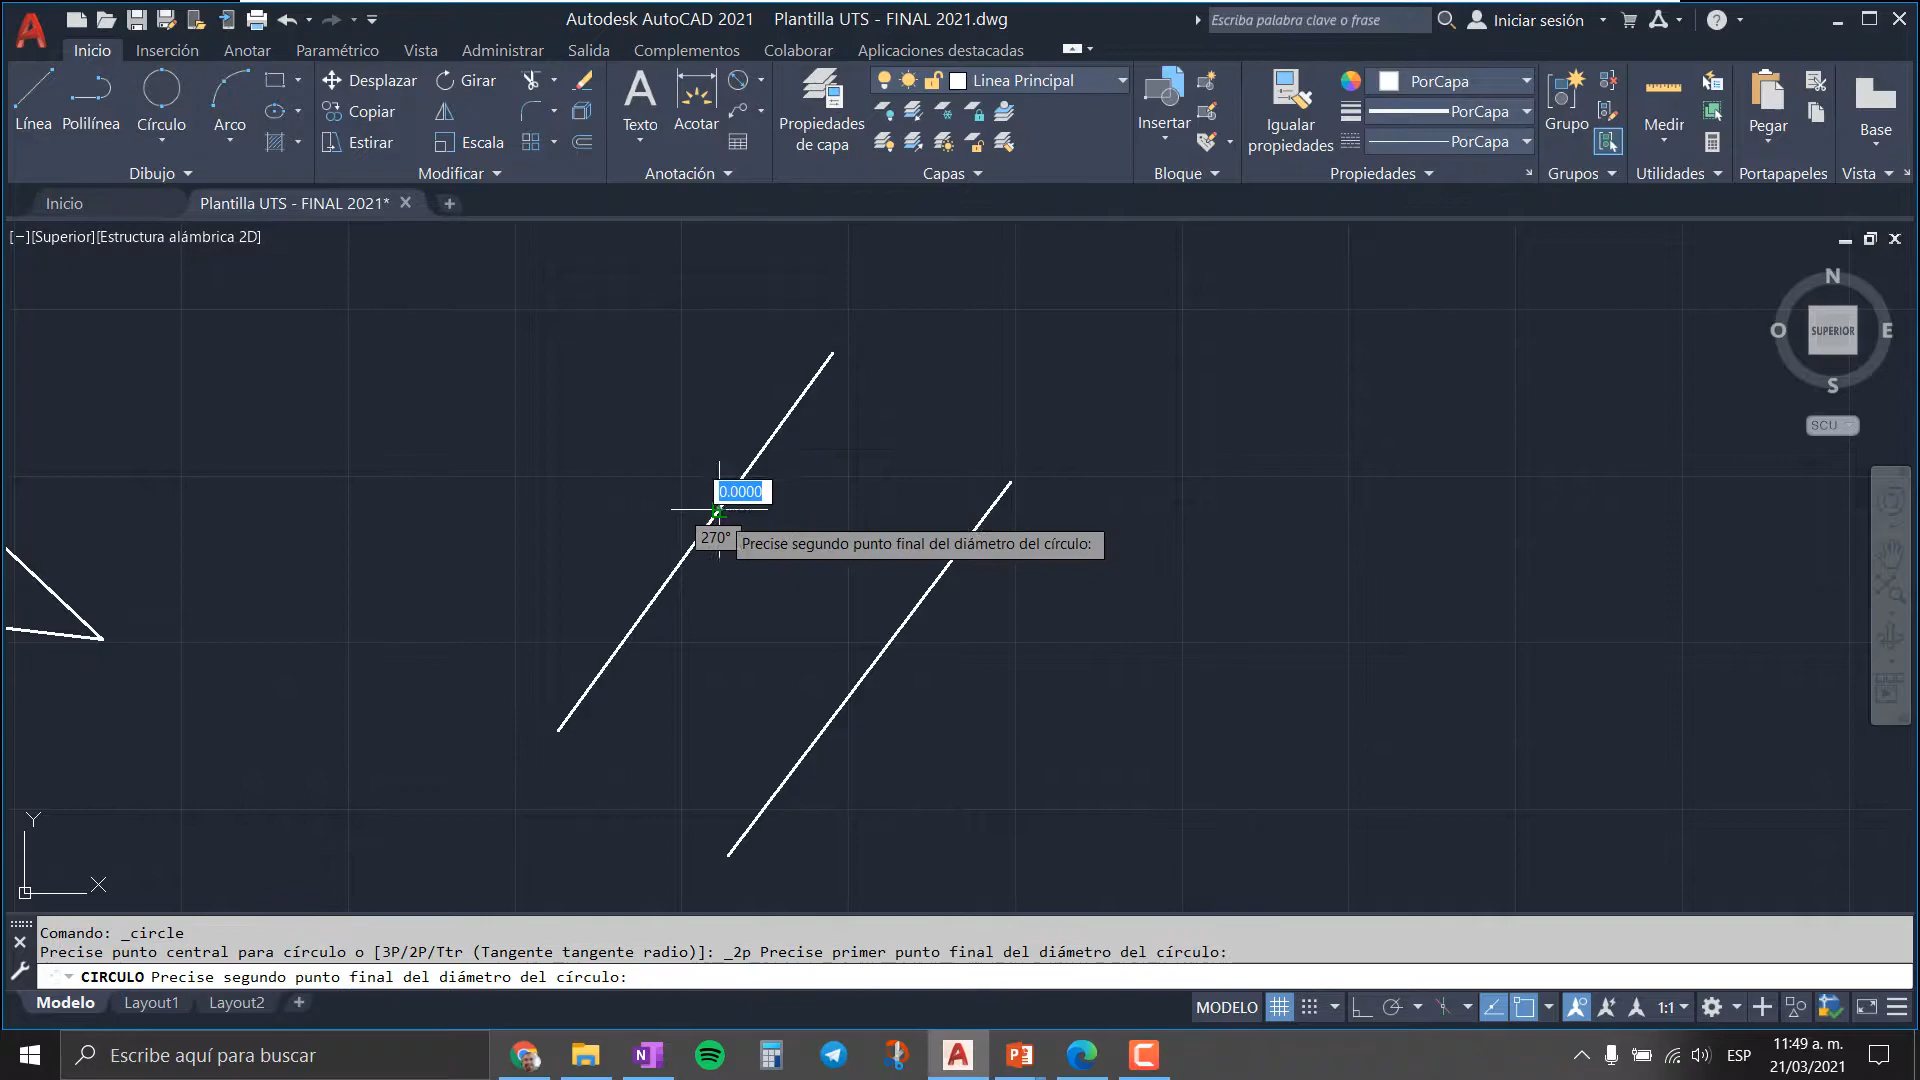 Autodesk AutoCAD 2021 Plantilla UTS - FINAL 2021.dwg
Escriba palabra clave o frase
Iniciar sesión
Inicio Inserción Anotar Paramétrico Vista Administrar Salida Complementos Colaborar Aplicaciones destacadas
Línea Polilínea Círculo Arco
Desplazar Girar
Copiar
Estirar Escala
Texto Acotar
Propiedades de capa
Linea Principal
Insertar
Igualar propiedades
PorCapa
PorCapa
PorCapa
Grupo Medir Pegar Base
Dibujo Modificar Anotación Capas Bloque Propiedades Grupos Utilidades Portapapeles Vista
Inicio Plantilla UTS - FINAL 2021*
[−][Superior][Estructura alámbrica 2D]
N
O SUPERIOR E
S
SCU
0.0000
270°
Precise segundo punto final del diámetro del círculo:
Y
X
Comando: _circle
Precise punto central para círculo o [3P/2P/Ttr (Tangente tangente radio)]: _2p Precise primer punto final del diámetro del círculo:
CIRCULO Precise segundo punto final del diámetro del círculo:
Modelo Layout1 Layout2
MODELO 1:1
Escribe aquí para buscar
ESP
11:49 a. m.
21/03/2021